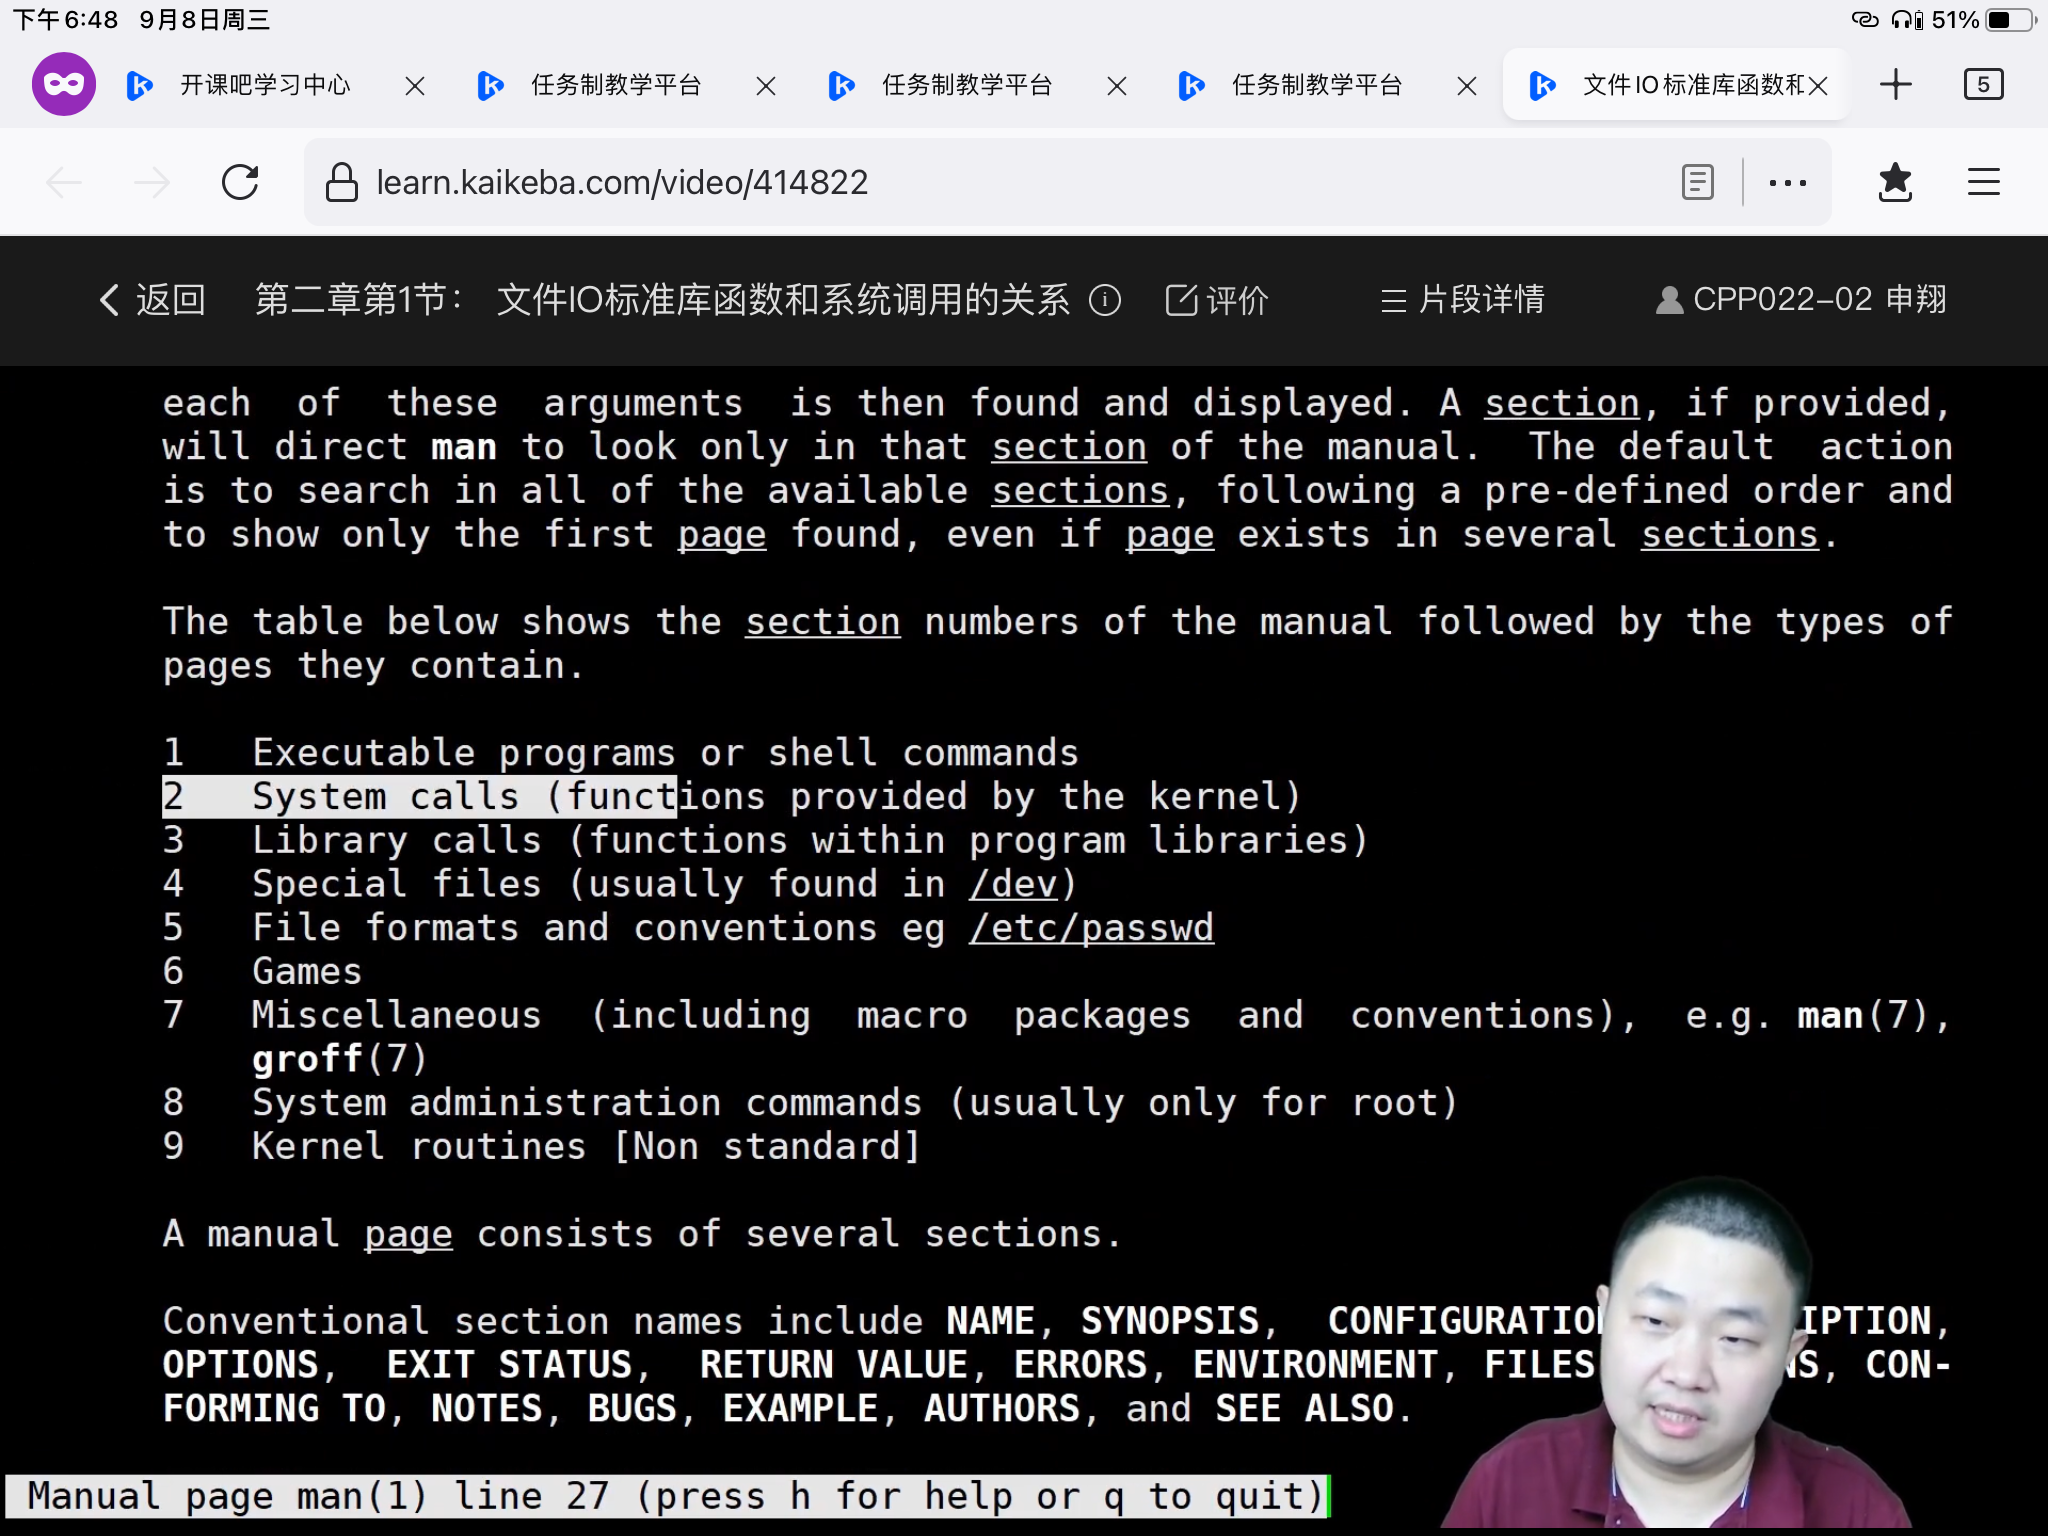 下午6:48 9月8日周三 51%
开课吧学习中心 任务制教学平台 任务制教学平台 任务制教学平台 文件IO标准库函数和 5
learn.kaikeba.com/video/414822
返回 第二章第1节： 文件IO标准库函数和系统调用的关系 评价 片段详情 CPP022-02 申翔
each of these arguments is then found and displayed. A section, if provided,
will direct man to look only in that section of the manual. The default action
is to search in all of the available sections, following a pre-defined order and
to show only the first page found, even if page exists in several sections.
The table below shows the section numbers of the manual followed by the types of
pages they contain.
1 Executable programs or shell commands
2 System calls (functions provided by the kernel)
3 Library calls (functions within program libraries)
4 Special files (usually found in /dev)
5 File formats and conventions eg /etc/passwd
6 Games
7 Miscellaneous (including macro packages and conventions), e.g. man(7),
groff(7)
8 System administration commands (usually only for root)
9 Kernel routines [Non standard]
A manual page consists of several sections.
Conventional section names include NAME, SYNOPSIS, CONFIGURATION IPTION,
OPTIONS, EXIT STATUS, RETURN VALUE, ERRORS, ENVIRONMENT, FILES NS, CON-
FORMING TO, NOTES, BUGS, EXAMPLE, AUTHORS, and SEE ALSO.
Manual page man(1) line 27 (press h for help or q to quit)